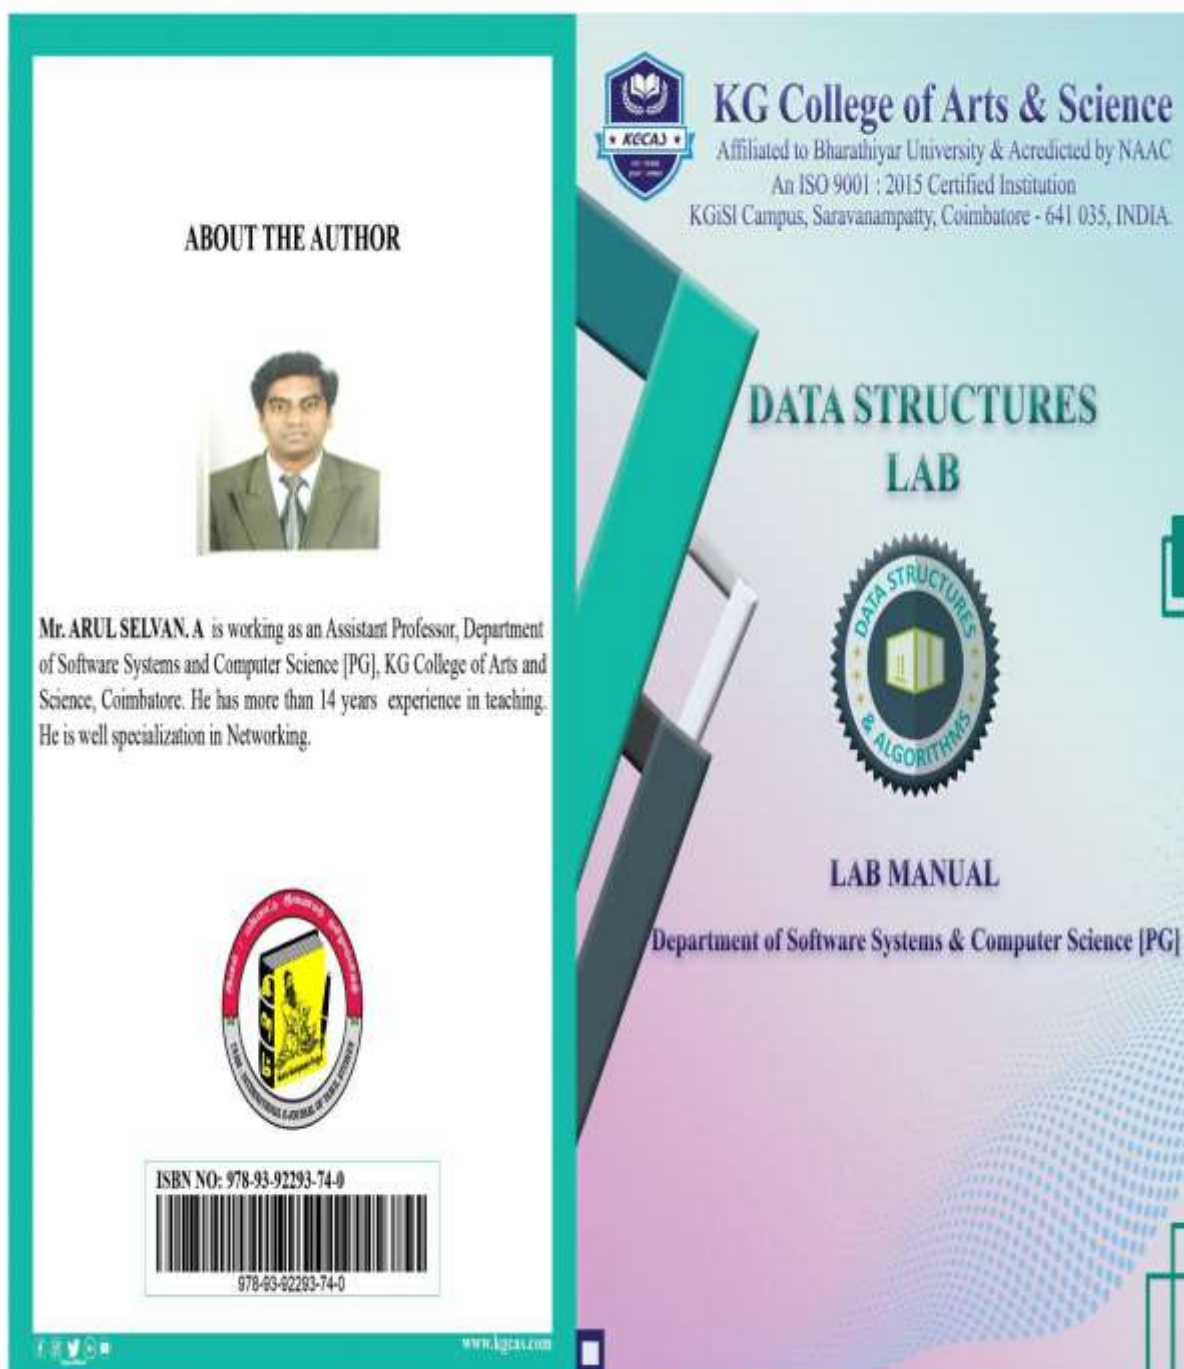 ABOUT THE AUTHOR
Mr. ARUL SELVAN. A is working as an Assistant Professor, Department
of Software Systems and Computer Science [PG], KG College of Arts and
Science, Coimbatore. He has more than 14 years experience in teaching.
He is well specialization in Networking.
ISBN NO: 978-93-92293-74-0
978-93-92293-74-0
www.kgcas.com
KGCAS
KG College of Arts & Science
Affiliated to Bharathiyar University & Acredicted by NAAC
An ISO 9001 : 2015 Certified Institution
KGiSl Campus, Saravanampatty, Coimbatore - 641 035, INDIA.
DATA STRUCTURES
LAB
DATA STRUCTURES
& ALGORITHMS
LAB MANUAL
Department of Software Systems & Computer Science [PG]